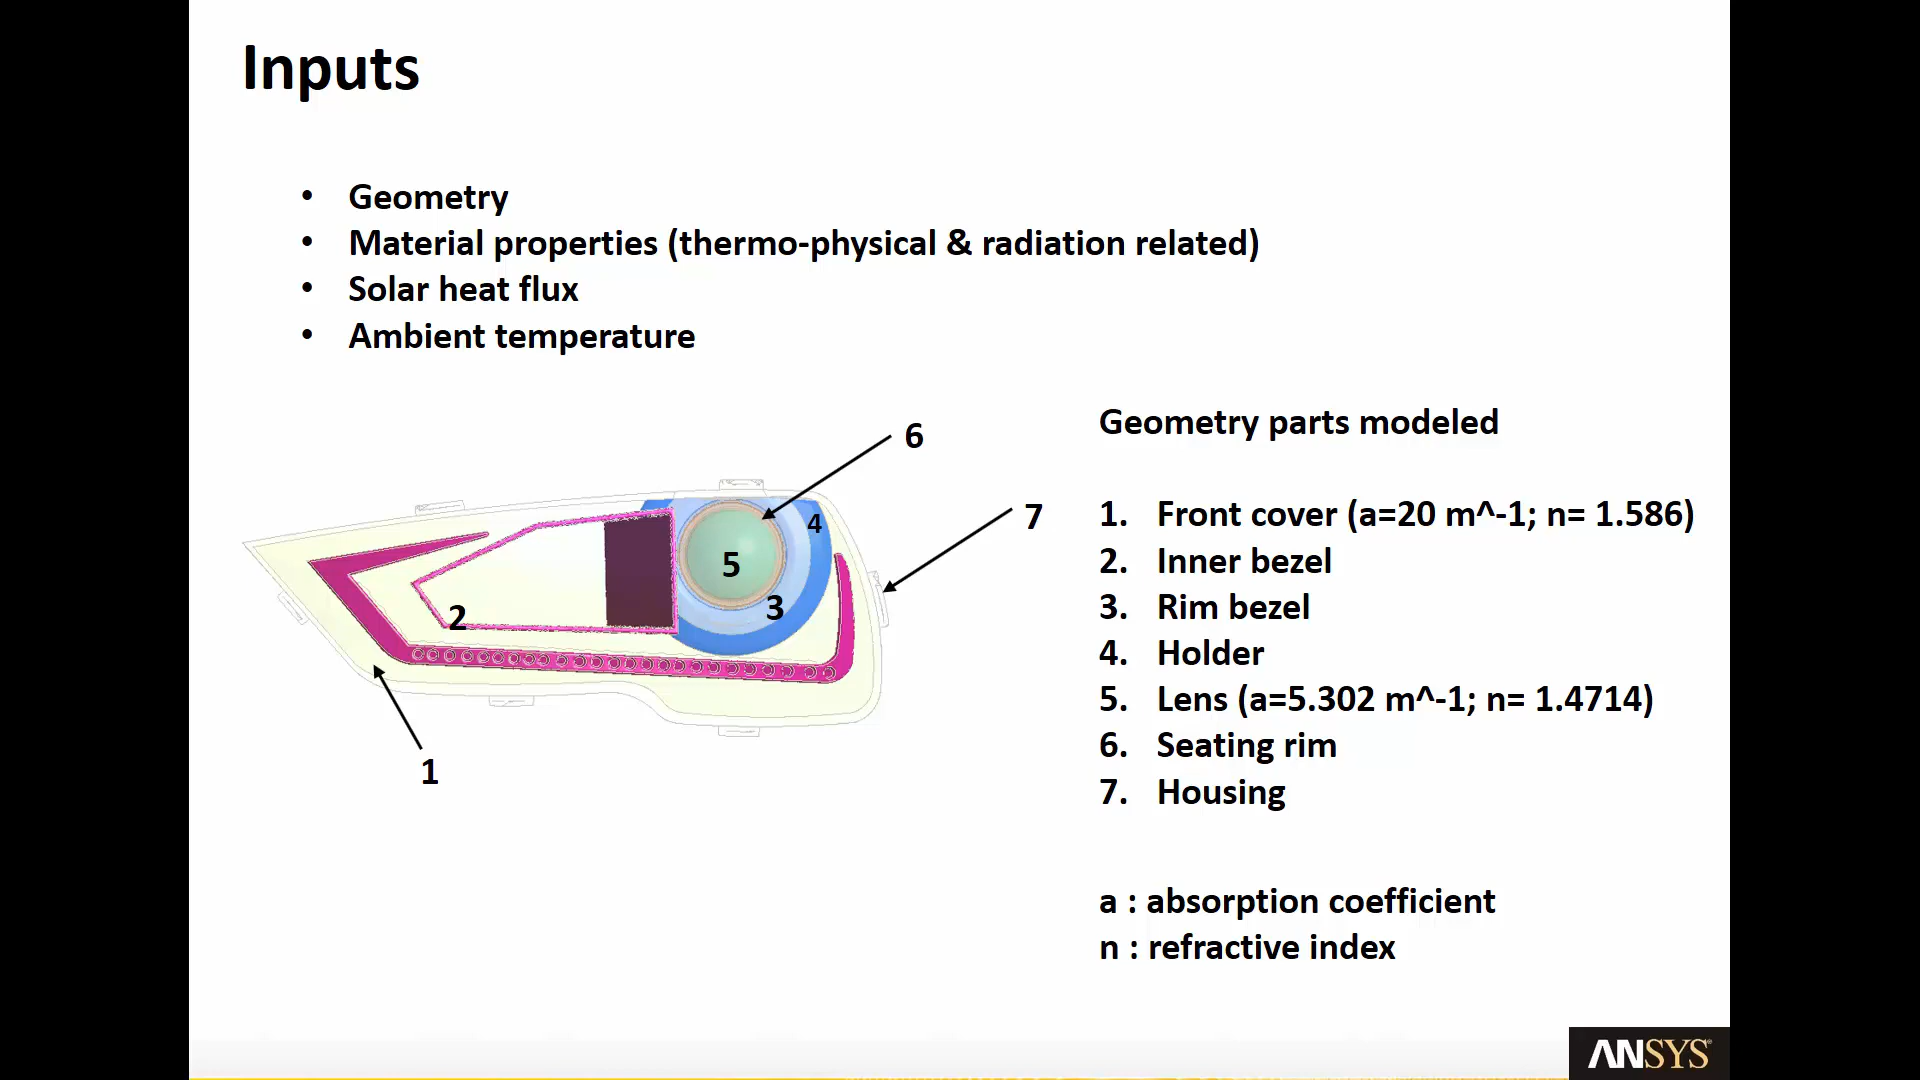 Inputs
• Geometry
• Material properties (thermo-physical & radiation related)
• Solar heat flux
• Ambient temperature
6
7
4
5
3
2
1
Geometry parts modeled
1. Front cover (a=20 m^-1; n= 1.586)
2. Inner bezel
3. Rim bezel
4. Holder
5. Lens (a=5.302 m^-1; n= 1.4714)
6. Seating rim
7. Housing
a : absorption coefficient
n : refractive index
ANSYS®